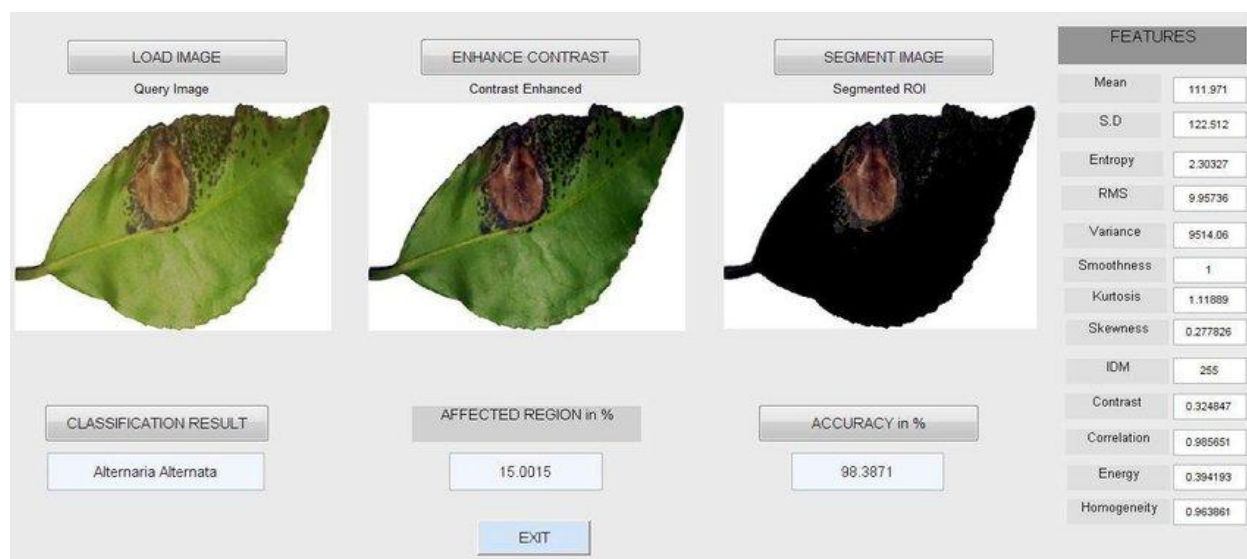 LOAD IMAGE
Query Image
ENHANCE CONTRAST
Contrast Enhanced
SEGMENT IMAGE
Segmented ROI
CLASSIFICATION RESULT
Alternaria Alternata
AFFECTED REGION in %
15.0015
ACCURACY in %
98.3871
EXIT
FEATURES
Mean 111.971
S.D 122.512
Entropy 2.30327
RMS 9.95736
Variance 9514.06
Smoothness 1
Kurtosis 1.11889
Skewness 0.277826
IDM 255
Contrast 0.324847
Correlation 0.985651
Energy 0.394193
Homogeneity 0.963861